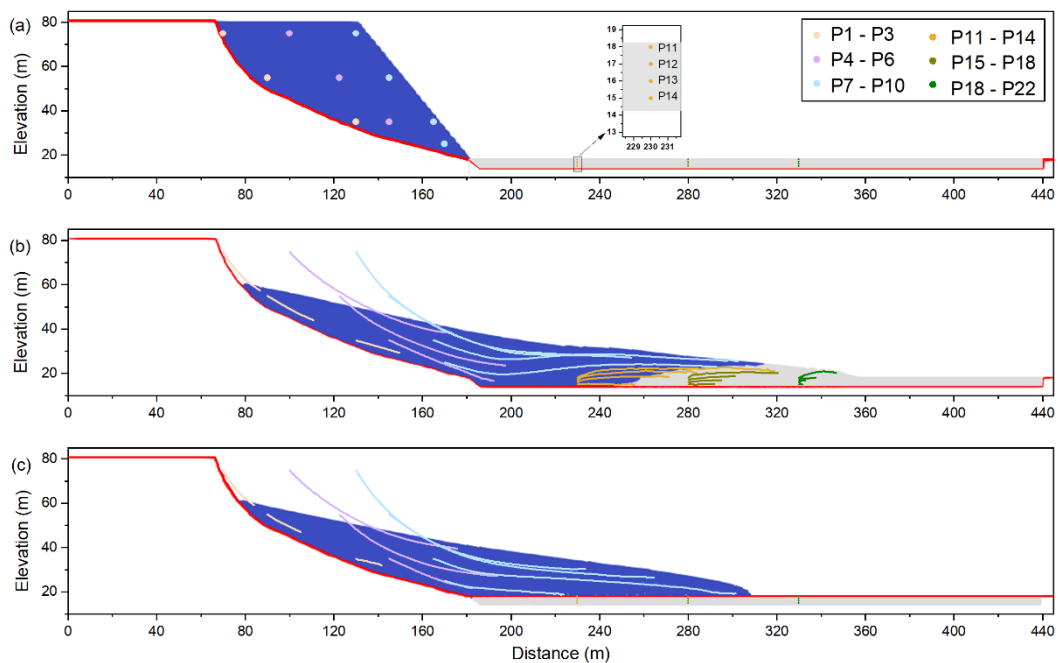 (a)
Elevation (m)
80
60
40
20
19
18
17
16
15
14
13
P11
P12
P13
P14
229 230 231
P1 - P3
P4 - P6
P7 - P10
P11 - P14
P15 - P18
P18 - P22
0 40 80 120 160 200 240 280 320 360 400 440
(b)
Elevation (m)
80
60
40
20
0 40 80 120 160 200 240 280 320 360 400 440
(c)
Elevation (m)
80
60
40
20
0 40 80 120 160 200 240 280 320 360 400 440
Distance (m)